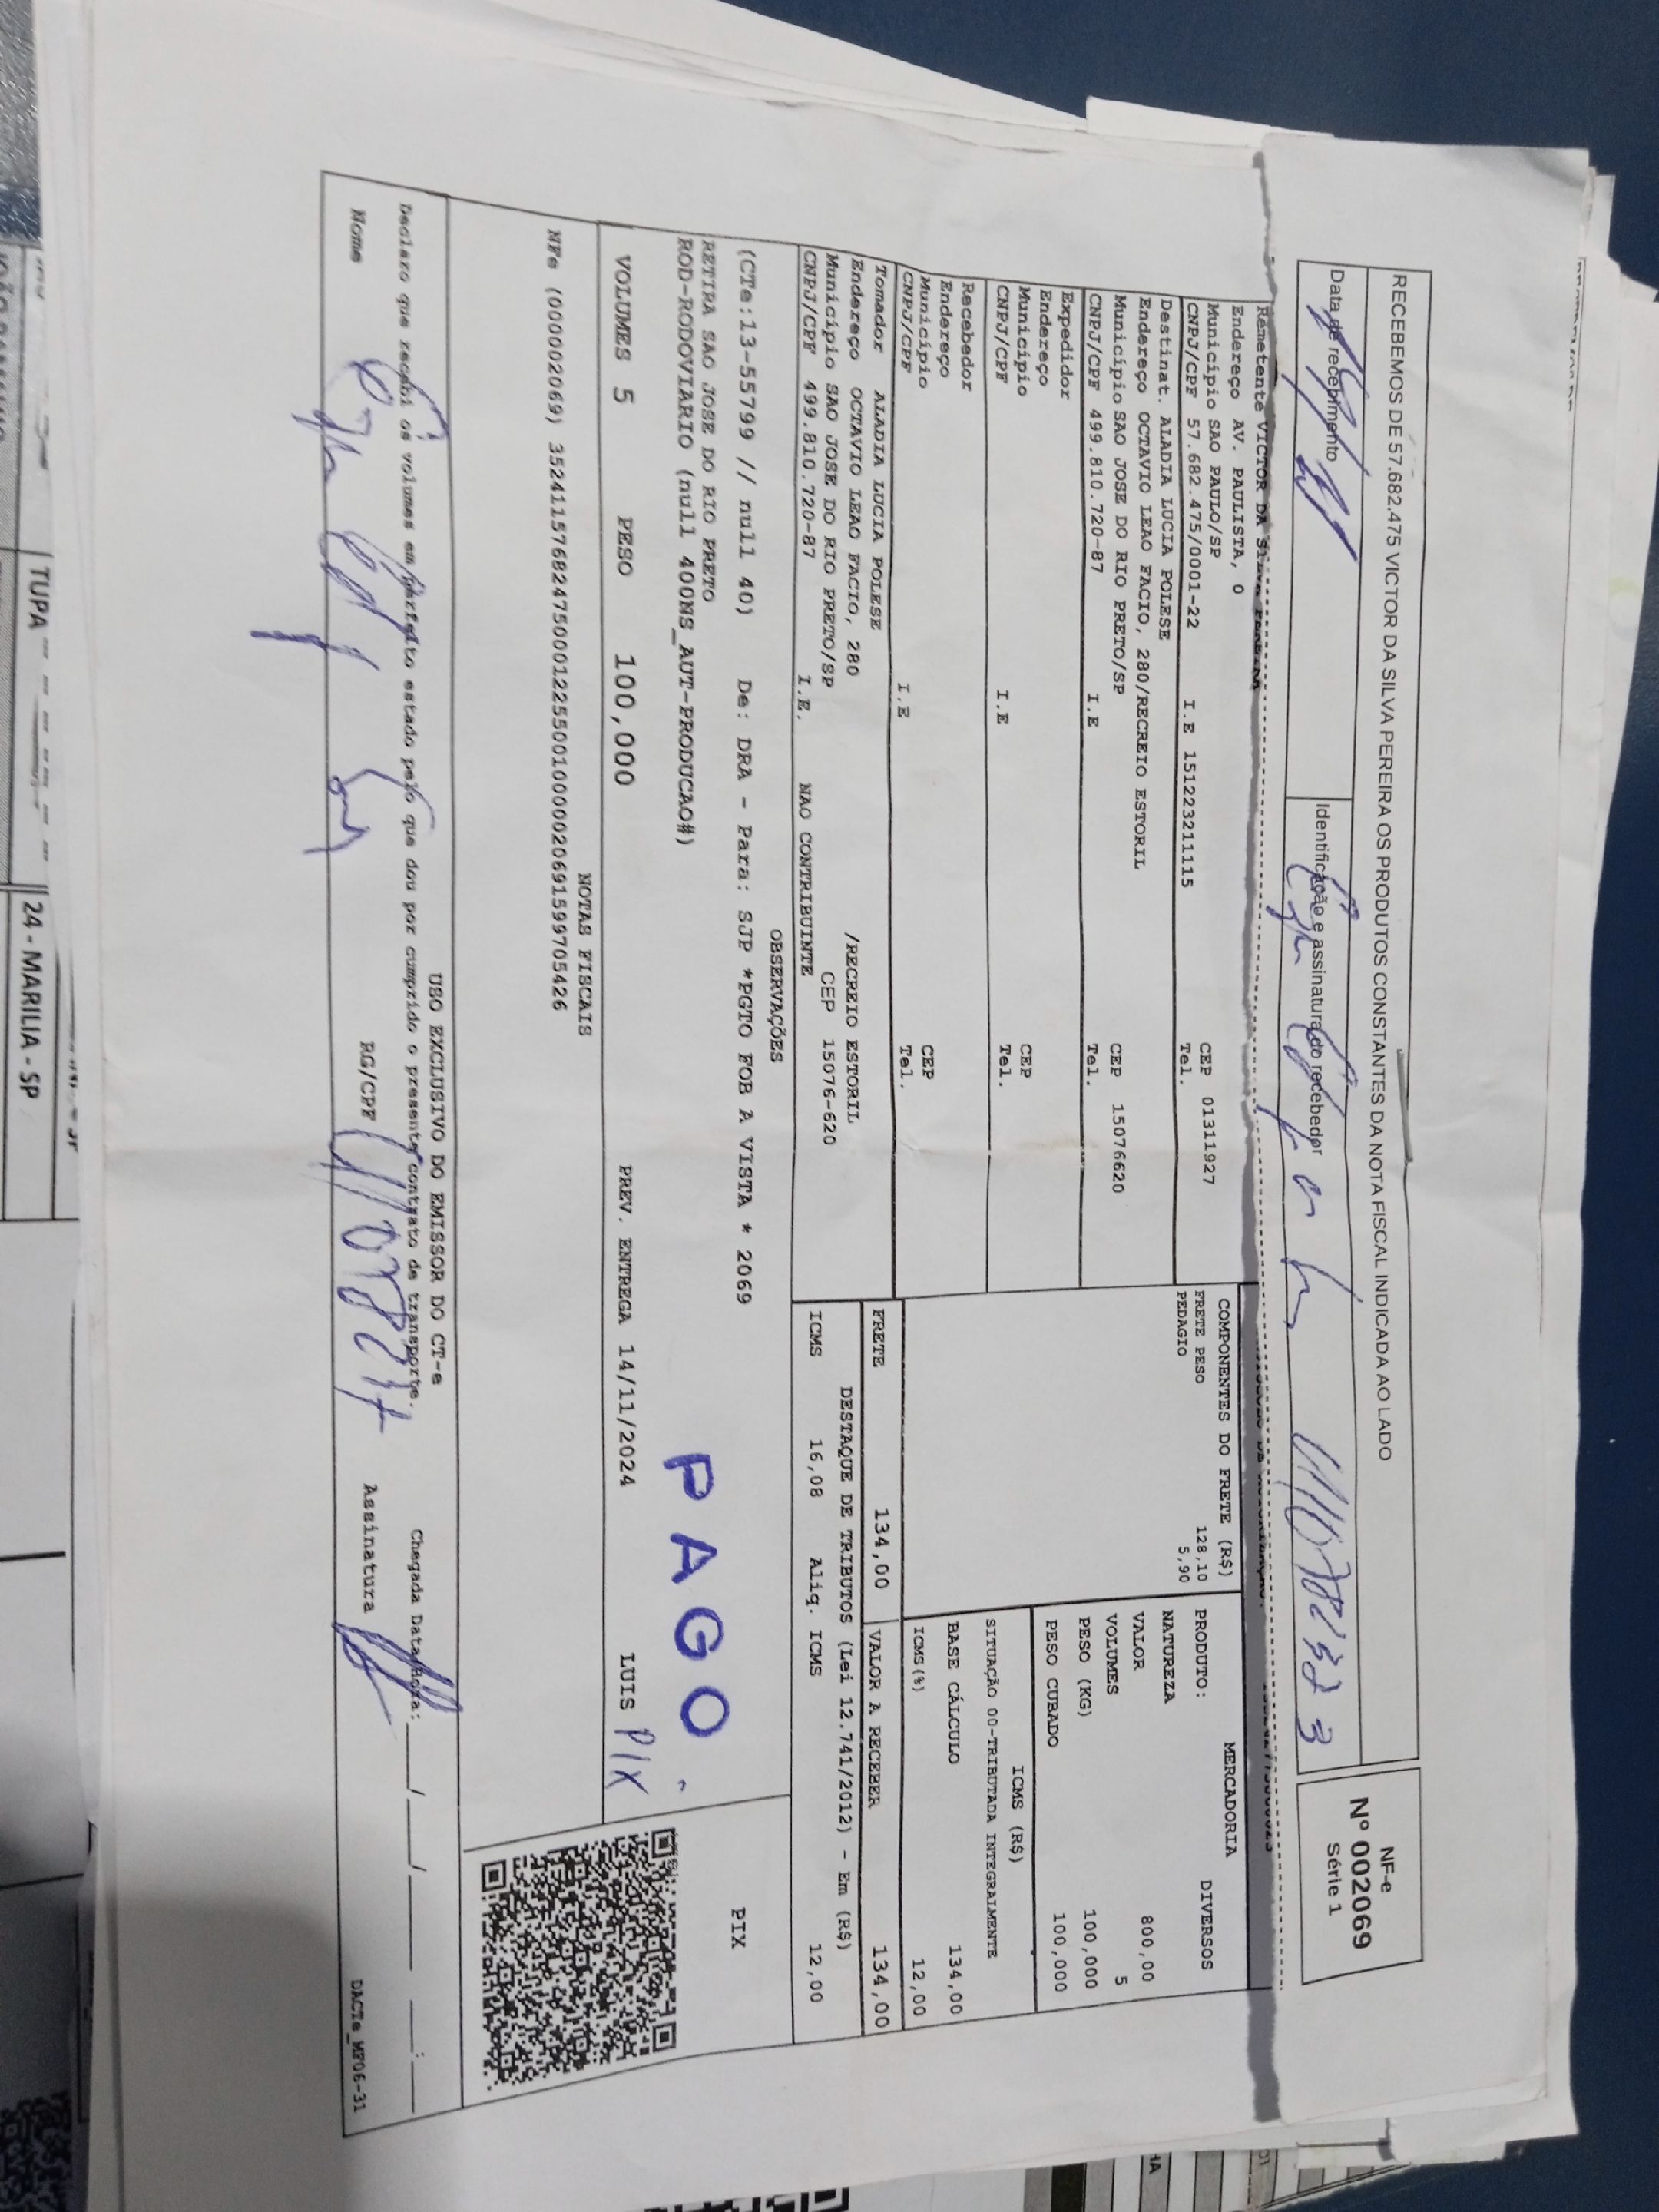 RECEBEMOS DE 57.682.475 VICTOR DA SILVA PEREIRA OS PRODUTOS CONSTANTES DA NOTA FISCAL INDICADA AO LADO
Data de recebimento
Identificação e assinatura do recebedor
NF-e
Nº 002069
Série 1
Remetente VICTOR DA
Endereço AV. PAULISTA, 0
Município SAO PAULO/SP
CEP 01311927
CNPJ/CPF 57.682.475/0001-22 I.E 151223211115 Tel.
Destinat. ALADIA LUCIA POLESE
Endereço OCTAVIO LEAO FACIO, 280/RECREIO ESTORIL
Município SAO JOSE DO RIO PRETO/SP CEP 15076620
CNPJ/CPF 499.810.720-87 I.E Tel.
Expedidor
Endereço
Município CEP
CNPJ/CPF I.E Tel.
Recebedor
Endereço
Município CEP
CNPJ/CPF I.E Tel.
Tomador ALADIA LUCIA POLESE
Endereço OCTAVIO LEAO FACIO, 280 /RECREIO ESTORIL
Município SAO JOSE DO RIO PRETO/SP CEP 15076-620
CNPJ/CPF 499.810.720-87 I.E. NAO CONTRIBUINTE
COMPONENTES DO FRETE (R$)
FRETE PESO 128,10
PEDAGIO 5,90
MERCADORIA
PRODUTO: DIVERSOS
NATUREZA
VALOR 800,00
VOLUMES 5
PESO (KG) 100,000
PESO CUBADO 100,000
ICMS (R$)
SITUAÇÃO 00-TRIBUTADA INTEGRALMENTE
BASE CÁLCULO 134,00
ICMS(%) 12,00
FRETE 134,00 VALOR A RECEBER 134,00
DESTAQUE DE TRIBUTOS (Lei 12.741/2012) - Em (R$)
ICMS 16,08 Aliq. ICMS 12,00
OBSERVAÇÕES
(CTe:13-55799 // null 40) De: DRA - Para: SJP *PGTO FOB A VISTA * 2069
RETIRA SAO JOSE DO RIO PRETO
ROD-RODOVIARIO (null 400NS_AUT-PRODUCAO#)
PAGO
PIX
VOLUMES 5 PESO 100,000 PREV. ENTREGA 14/11/2024 LUIS PIX
NOTAS FISCAIS
NFe (000002069) 35241157682475000122550010000020691599705426
USO EXCLUSIVO DO EMISSOR DO CT-e
Declaro que recebi os volumes em perfeito estado pelo que dou por cumprido o presente contrato de transporte.
Chegada Data/Hora: ___/___/___ ___:___
Nome RG/CPF Assinatura
DACTe_MF06-31
TUPA
24 - MARILIA - SP